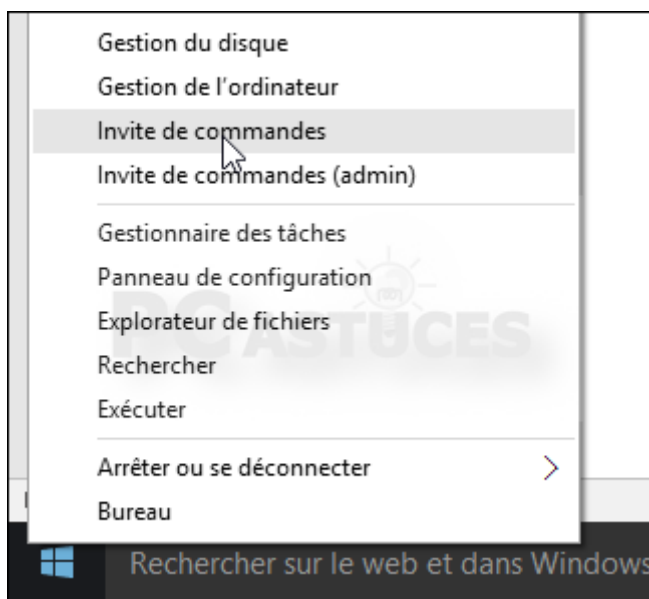 Gestion du disque
Gestion de l'ordinateur
Invite de commandes
Invite de commandes (admin)
Gestionnaire des tâches
Panneau de configuration
PC ASTUCES
Explorateur de fichiers
Rechercher
Exécuter
Arrêter ou se déconnecter
Bureau
Rechercher sur le web et dans Windows